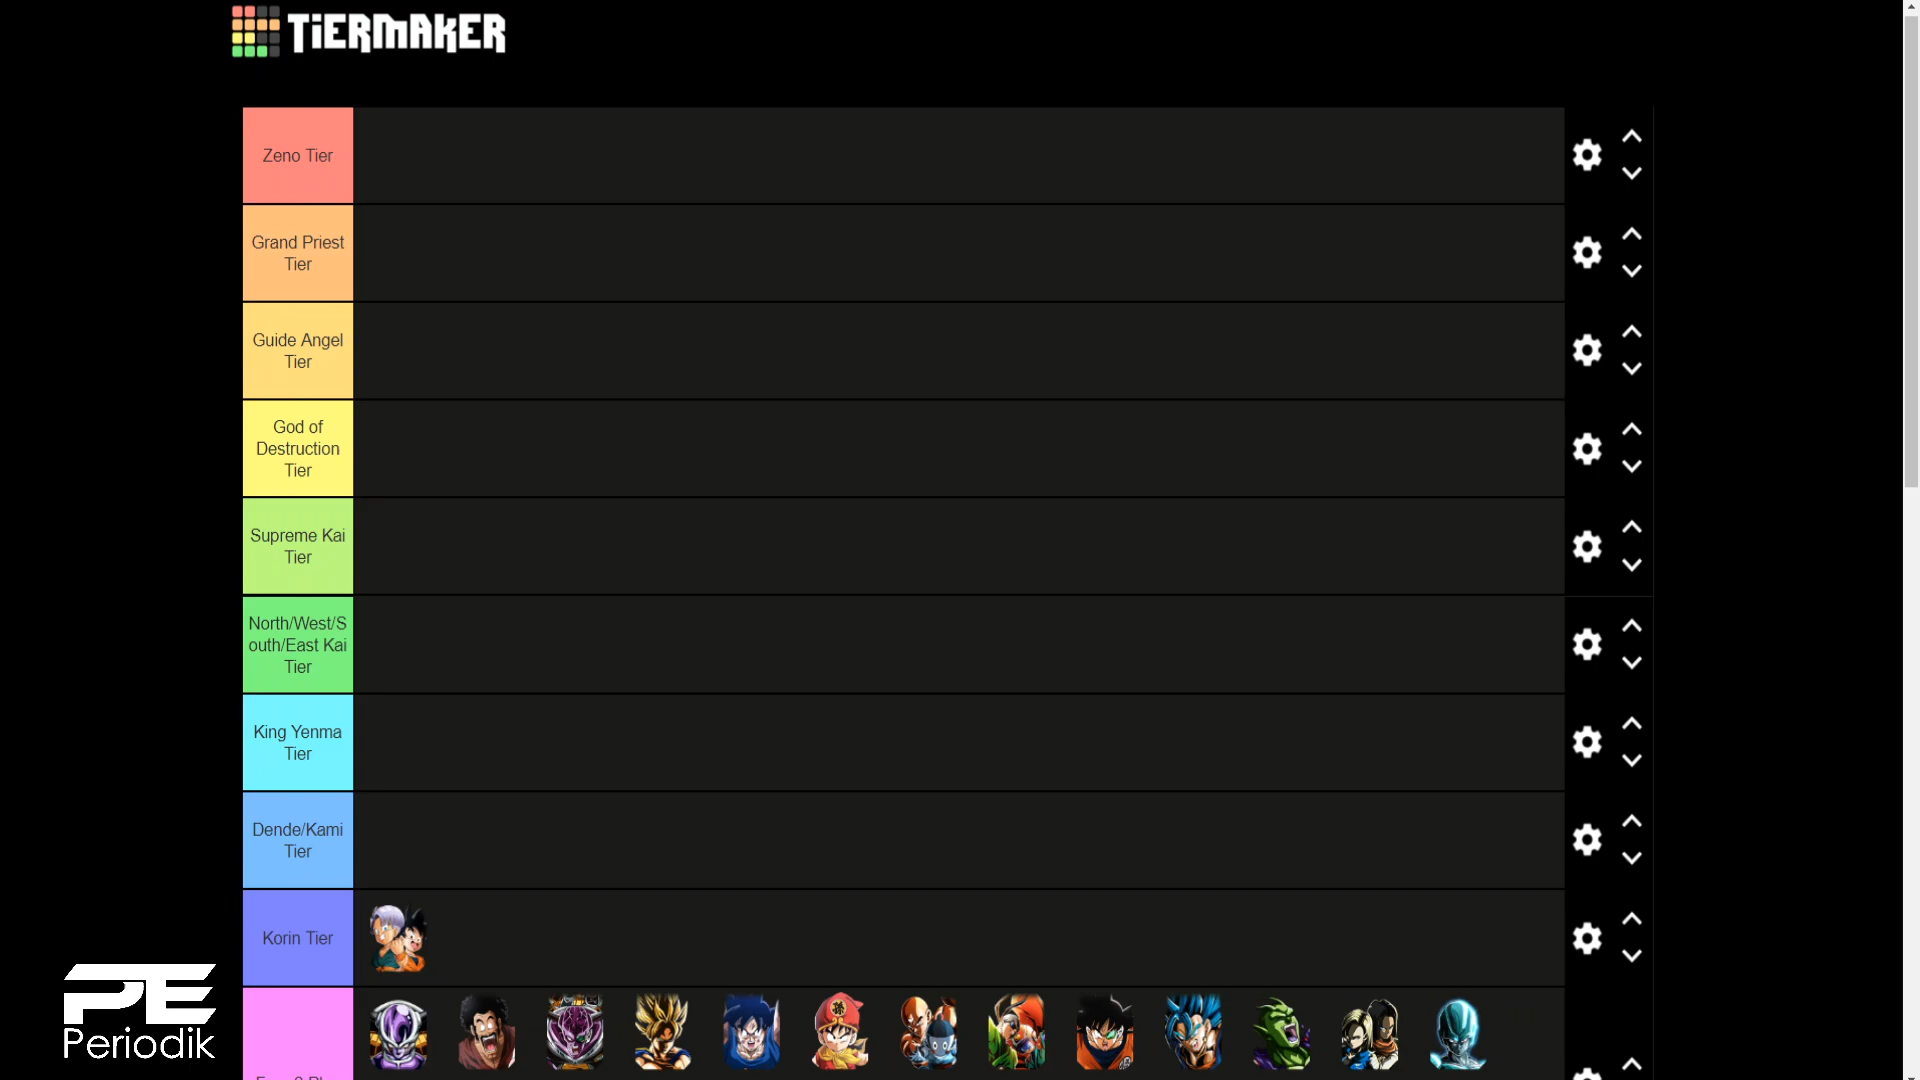 TIERMAKER
Zeno Tier
Grand Priest
Tier
Guide Angel
Tier
God of
Destruction
Tier
Supreme Kai
Tier
North/West/S
outh/East Kai
Tier
King Yenma
Tier
Dende/Kami
Tier
Korin Tier
PE
Periodik